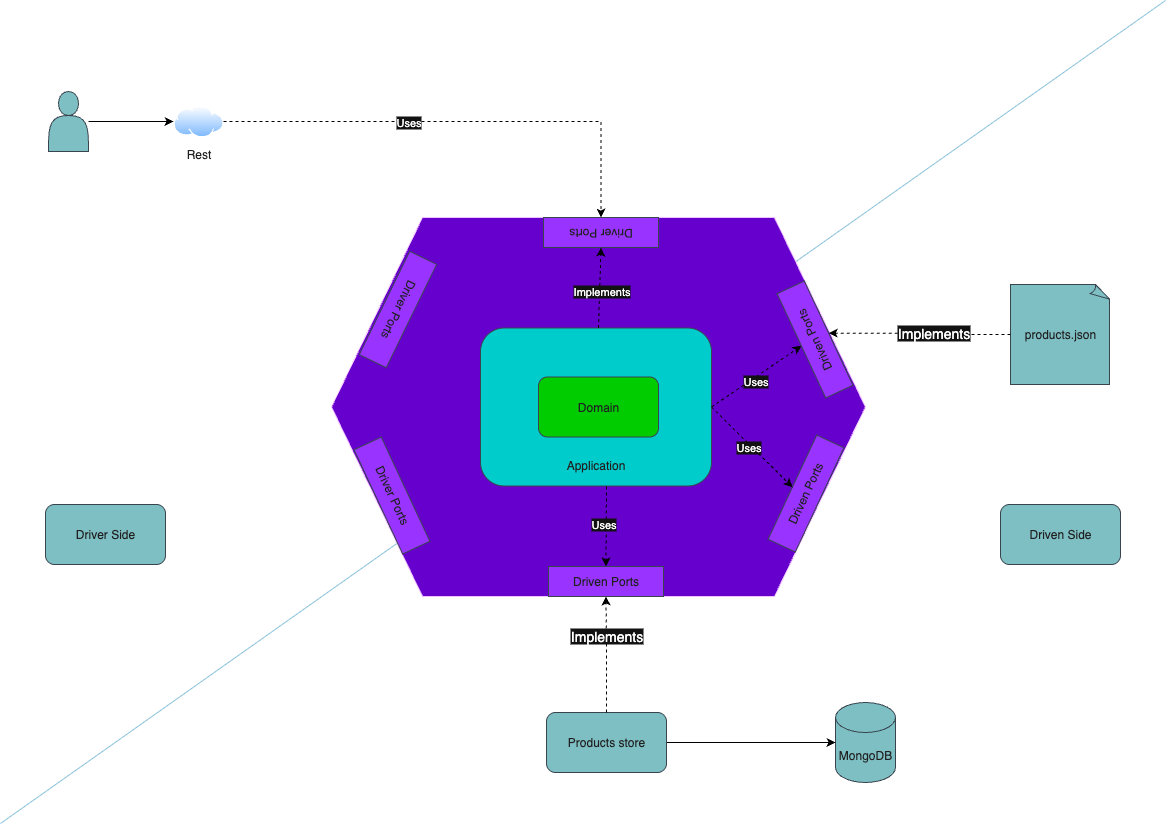 Uses
Rest
Driver Ports
Driver Ports
Implements
Driven Ports
Implements
products.json
Uses
Domain
Uses
Application
Driver Ports
Driven Ports
Uses
Driver Side
Driven Side
Driven Ports
Implements
Products store
MongoDB